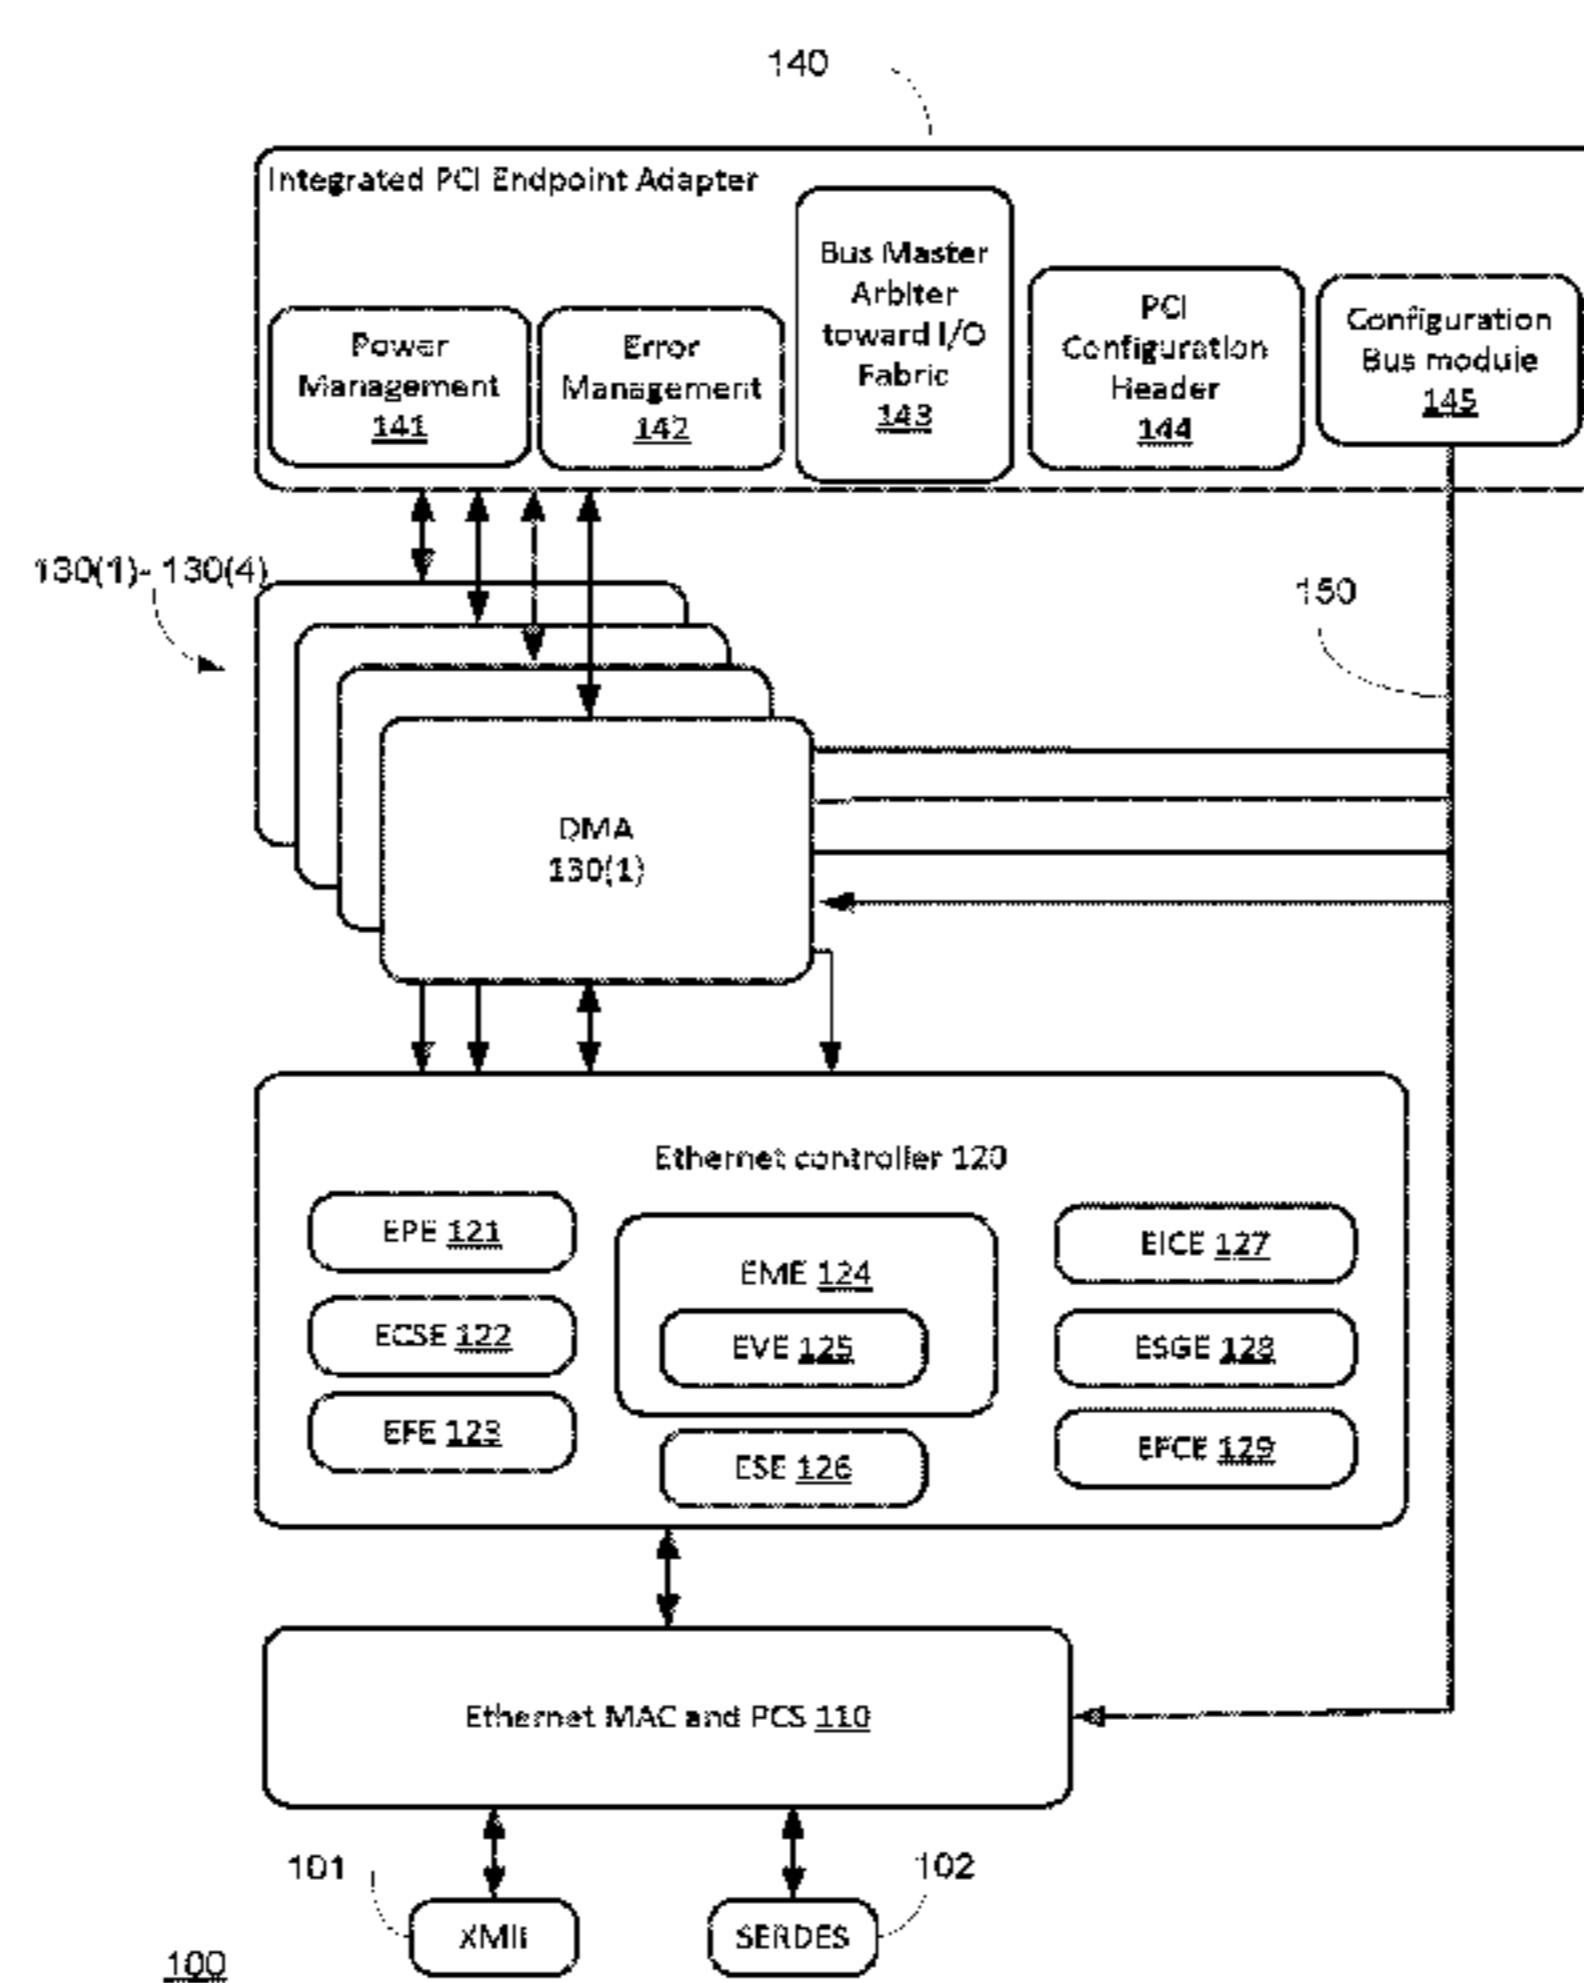 140
Integrated PCI Endpoint Adapter
Power
Management
141
Error
Management
142
Bus Master
Arbiter
toward I/O
Fabric
143
PCI
Configuration
Header
144
Configuration
Bus module
145
130(1)- 130(4)
150
DMA
130(1)
Ethernet controller 120
EPE 121
ECSE 122
EFE 123
EME 124
EVE 125
ESE 126
EICE 127
ESGE 128
EFCE 129
Ethernet MAC and PCS 110
101
XMII
102
SERDES
100